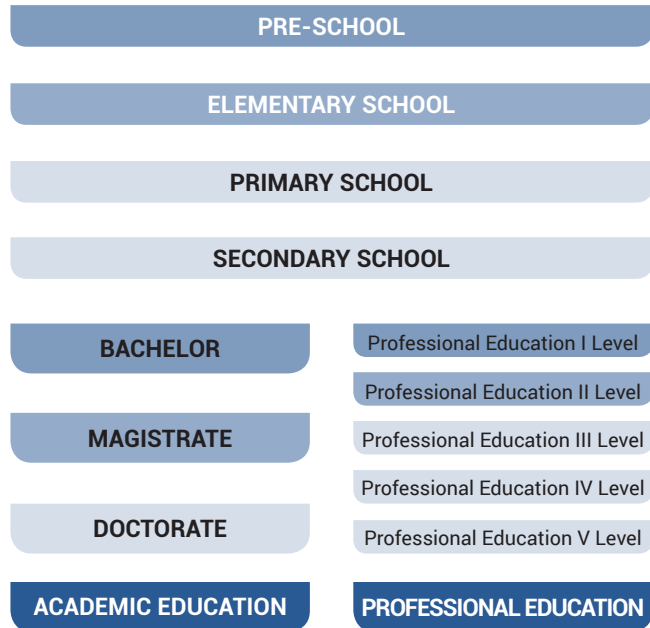 PRE-SCHOOL
ELEMENTARY SCHOOL
PRIMARY SCHOOL
SECONDARY SCHOOL
BACHELOR
MAGISTRATE
DOCTORATE
ACADEMIC EDUCATION
Professional Education I Level
Professional Education II Level
Professional Education III Level
Professional Education IV Level
Professional Education V Level
PROFESSIONAL EDUCATION